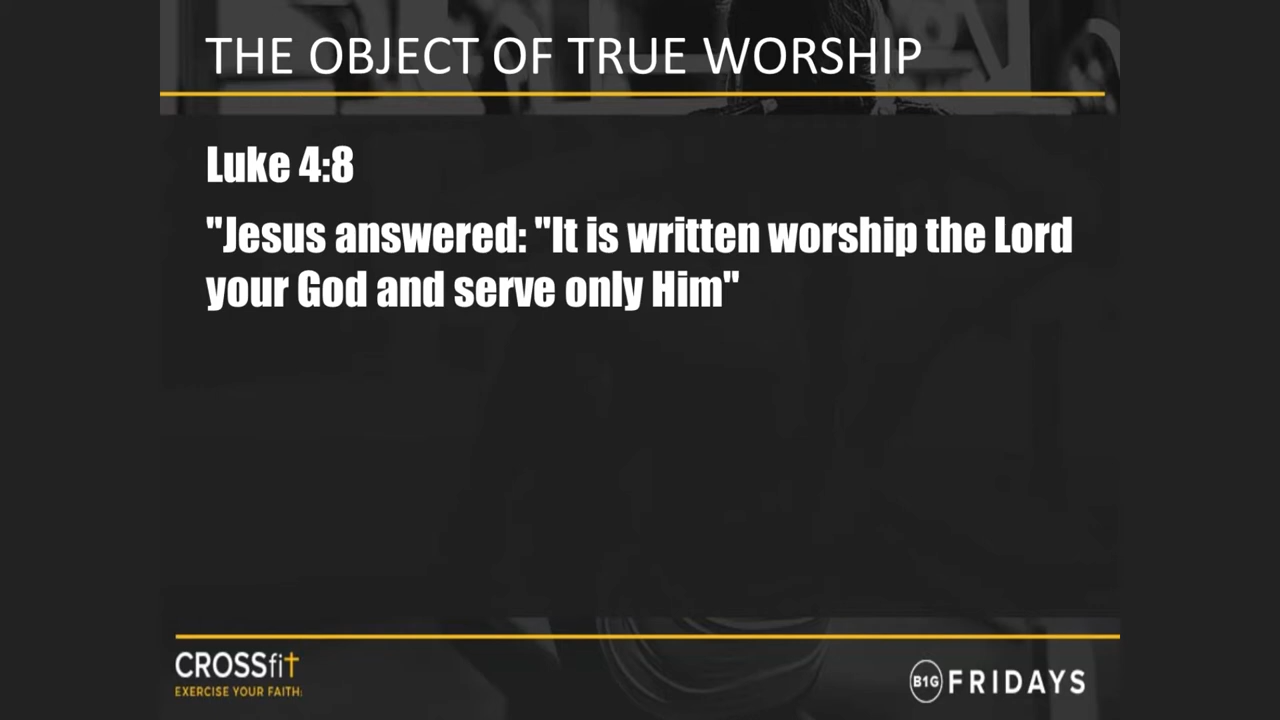 THE OBJECT OF TRUE WORSHIP
Luke 4:8
"Jesus answered: "It is written worship the Lord
your God and serve only Him"
CROSSfit
EXERCISE YOUR FAITH:
B1G FRIDAYS